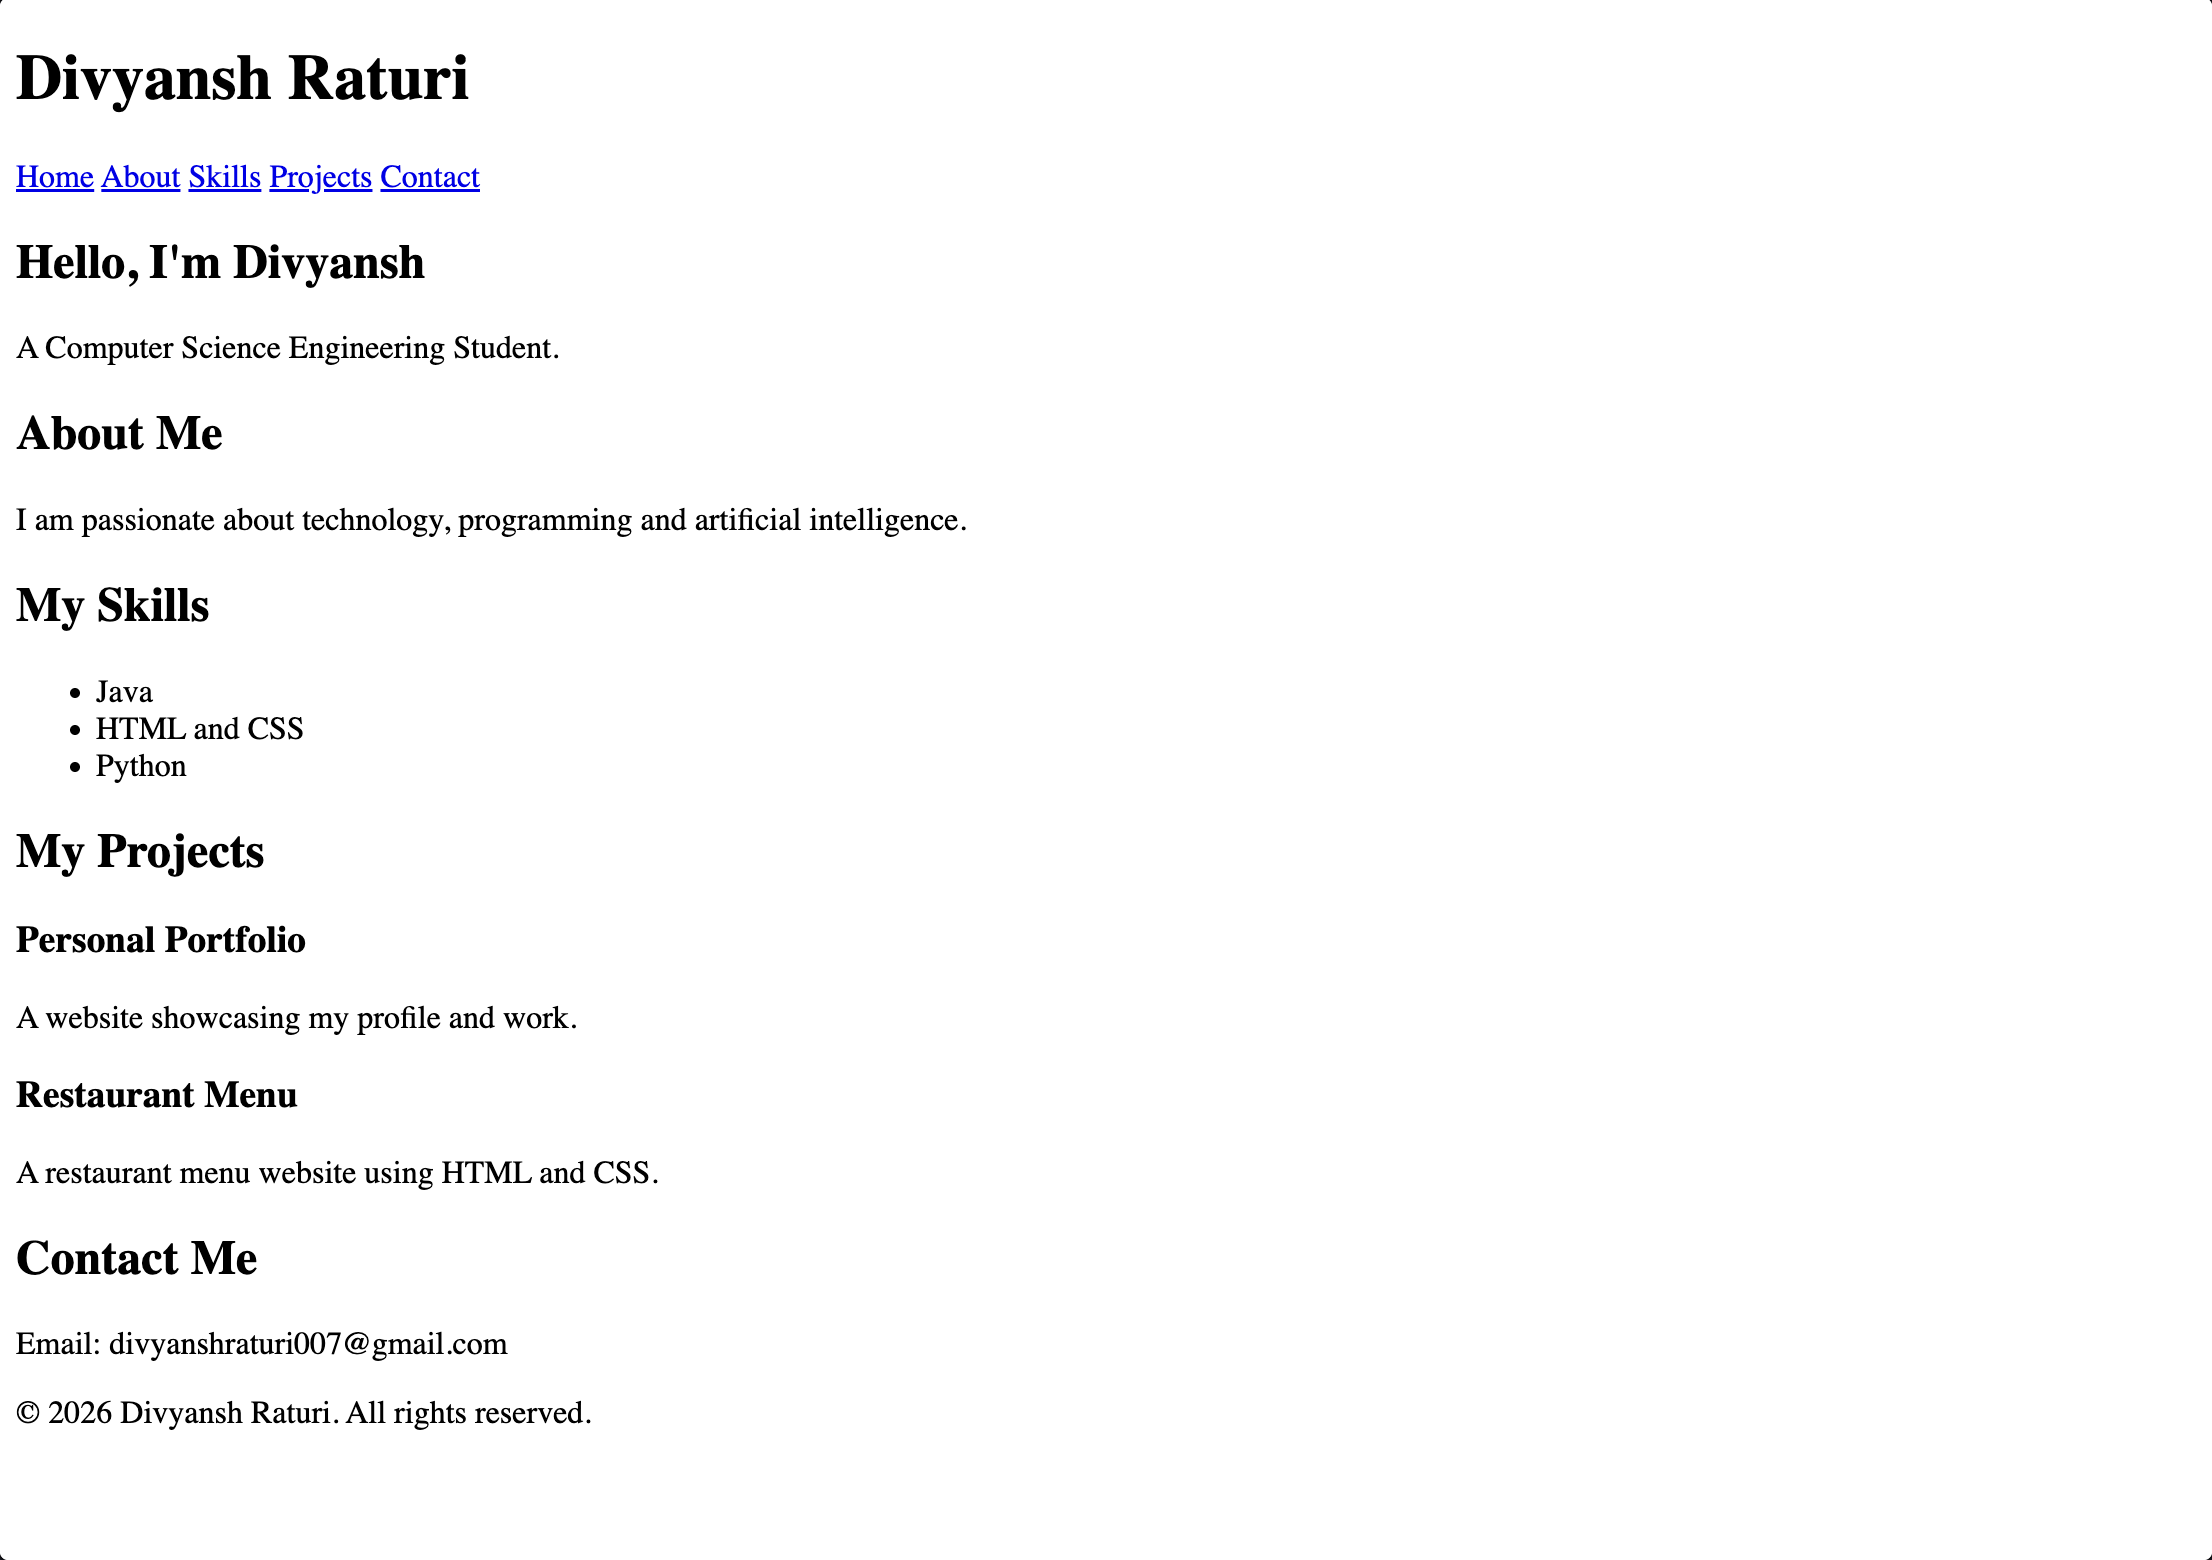 Divyansh Raturi
Home About Skills Projects Contact
Hello, I'm Divyansh
A Computer Science Engineering Student.
About Me
I am passionate about technology, programming and artificial intelligence.
My Skills
• Java
• HTML and CSS
• Python
My Projects
Personal Portfolio
A website showcasing my profile and work.
Restaurant Menu
A restaurant menu website using HTML and CSS.
Contact Me
Email: divyanshraturi007@gmail.com
© 2026 Divyansh Raturi. All rights reserved.